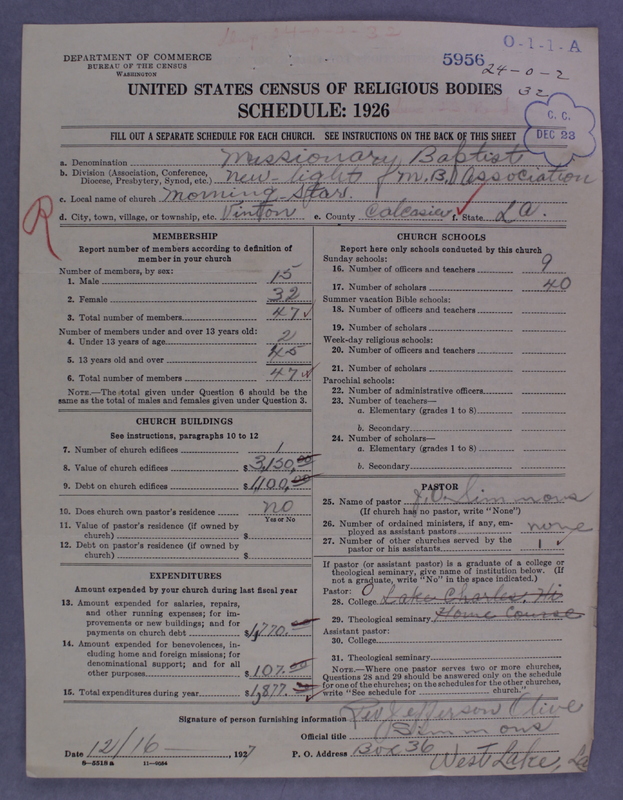 24-0-2 32
DEPARTMENT OF COMMERCE
BUREAU OF THE CENSUS
WASHINGTON
5956
O-1-1-A
24-0-2
32
UNITED STATES CENSUS OF RELIGIOUS BODIES
SCHEDULE: 1926
C. C.
DEC 23
FILL OUT A SEPARATE SCHEDULE FOR EACH CHURCH. SEE INSTRUCTIONS ON THE BACK OF THIS SHEET
a. Denomination Missionary Baptist
b. Division (Association, Conference, Diocese, Presbytery, Synod, etc.) New-light M.B. Association
c. Local name of church Morning Star.
d. City, town, village, or township, etc. Vinton e. County Calcasieu f. State LA.
R
MEMBERSHIP
Report number of members according to definition of
member in your church
Number of members, by sex:
1. Male 15
2. Female 32
3. Total number of members 47
Number of members under and over 13 years old:
4. Under 13 years of age 2
5. 13 years old and over 45
6. Total number of members 47
NOTE.—The total given under Question 6 should be the
same as the total of males and females given under Question 3.
CHURCH BUILDINGS
See instructions, paragraphs 10 to 12
7. Number of church edifices 1
8. Value of church edifices $3,150.00
9. Debt on church edifices $1100.00
10. Does church own pastor's residence no
Yes or No
11. Value of pastor's residence (if owned by
church) $
12. Debt on pastor's residence (if owned by
church) $
EXPENDITURES
Amount expended by your church during last fiscal year
13. Amount expended for salaries, repairs,
and other running expenses; for im-
provements or new buildings; and for
payments on church debt $1,770.
14. Amount expended for benevolences, in-
cluding home and foreign missions; for
denominational support; and for all
other purposes $107.00
15. Total expenditures during year $1,877.
CHURCH SCHOOLS
Report here only schools conducted by this church
Sunday schools:
16. Number of officers and teachers 9
17. Number of scholars 40
Summer vacation Bible schools:
18. Number of officers and teachers
19. Number of scholars
Week-day religious schools:
20. Number of officers and teachers
21. Number of scholars
Parochial schools:
22. Number of administrative officers
23. Number of teachers—
a. Elementary (grades 1 to 8)
b. Secondary
24. Number of scholars—
a. Elementary (grades 1 to 8)
b. Secondary
PASTOR
25. Name of pastor J.O. Simmons
(If church has no pastor, write "None")
26. Number of ordained ministers, if any, em-
ployed as assistant pastors none
27. Number of other churches served by the
pastor or his assistants 1
If pastor (or assistant pastor) is a graduate of a college or
theological seminary, give name of institution below. (If
not a graduate, write "No" in the space indicated.)
Pastor: O
28. College Lake Charles, Hi
29. Theological seminary Home Course
Assistant pastor:
30. College
31. Theological seminary
NOTE.—Where one pastor serves two or more churches,
Questions 28 and 29 should be answered only on the schedule
for one of the churches; on the schedules for the other churches,
write "See schedule for church."
Signature of person furnishing information Rev Jefferson Olive
Official title Simmons
Date 12/16, 1927 P. O. Address Box 36
West Lake, La
8-5518 a 11-9064